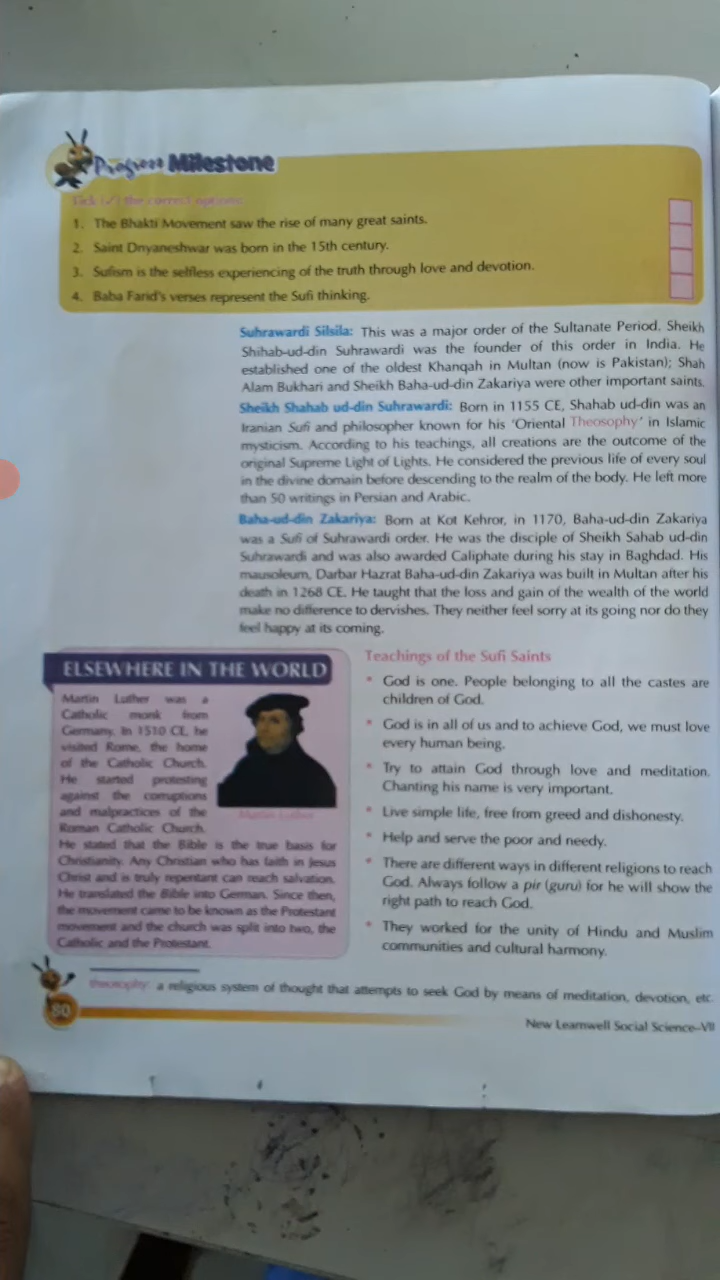 Progress Milestone
Tick (✓) the correct options:
1. The Bhakti Movement saw the rise of many great saints.
2. Saint Dnyaneshwar was born in the 15th century.
3. Sufism is the selfless experiencing of the truth through love and devotion.
4. Baba Farid's verses represent the Sufi thinking.
Suhrawardi Silsila: This was a major order of the Sultanate Period. Sheikh
Shihab-ud-din Suhrawardi was the founder of this order in India. He
established one of the oldest Khanqah in Multan (now is Pakistan); Shah
Alam Bukhari and Sheikh Baha-ud-din Zakariya were other important saints.
Sheikh Shahab ud-din Suhrawardi: Born in 1155 CE, Shahab ud-din was an
Iranian Sufi and philosopher known for his 'Oriental Theosophy' in Islamic
mysticism. According to his teachings, all creations are the outcome of the
original Supreme Light of Lights. He considered the previous life of every soul
in the divine domain before descending to the realm of the body. He left more
than 50 writings in Persian and Arabic.
Baha-ud-din Zakariya: Born at Kot Kehror, in 1170, Baha-ud-din Zakariya
was a Sufi of Suhrawardi order. He was the disciple of Sheikh Sahab ud-din
Suhrawardi and was also awarded Caliphate during his stay in Baghdad. His
mausoleum, Darbar Hazrat Baha-ud-din Zakariya was built in Multan after his
death in 1268 CE. He taught that the loss and gain of the wealth of the world
make no difference to dervishes. They neither feel sorry at its going nor do they
feel happy at its coming.
ELSEWHERE IN THE WORLD
Martin Luther was a
Catholic monk from
Germany. In 1510 CE, he
visited Rome, the home
of the Catholic Church.
He started protesting
against the corruptions
and malpractices of the
Roman Catholic Church.
Martin Luther
He stated that the Bible is the true basis for
Christianity. Any Christian who has faith in Jesus
Christ and is truly repentant can reach salvation.
He translated the Bible into German. Since then,
the movement came to be known as the Protestant
movement and the church was split into two, the
Catholic and the Protestant.
Teachings of the Sufi Saints
* God is one. People belonging to all the castes are
children of God.
* God is in all of us and to achieve God, we must love
every human being.
* Try to attain God through love and meditation.
Chanting his name is very important.
* Live simple life, free from greed and dishonesty.
* Help and serve the poor and needy.
* There are different ways in different religions to reach
God. Always follow a pir (guru) for he will show the
right path to reach God.
* They worked for the unity of Hindu and Muslim
communities and cultural harmony.
theosophy: a religious system of thought that attempts to seek God by means of meditation, devotion, etc.
80
New Learnwell Social Science–VII